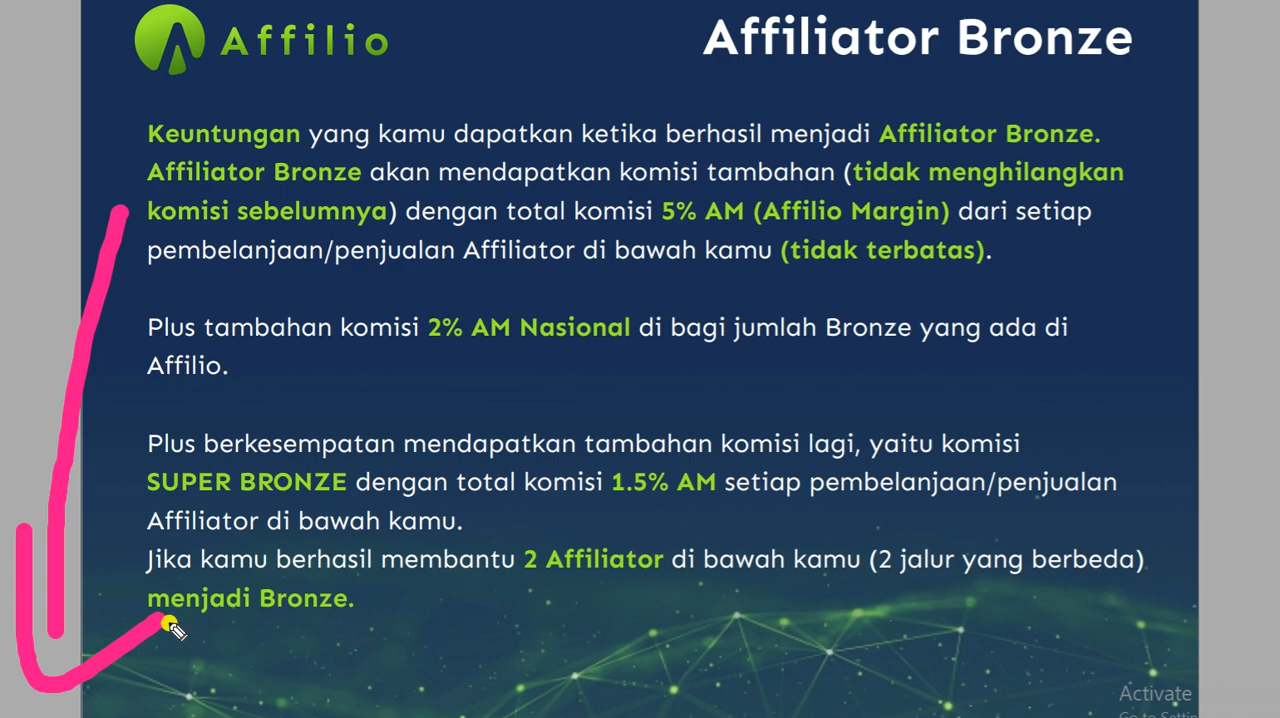 Affilio
Affiliator Bronze
Keuntungan yang kamu dapatkan ketika berhasil menjadi Affiliator Bronze.
Affiliator Bronze akan mendapatkan komisi tambahan (tidak menghilangkan
komisi sebelumnya) dengan total komisi 5% AM (Affilio Margin) dari setiap
pembelanjaan/penjualan Affiliator di bawah kamu (tidak terbatas).
Plus tambahan komisi 2% AM Nasional di bagi jumlah Bronze yang ada di
Affilio.
Plus berkesempatan mendapatkan tambahan komisi lagi, yaitu komisi
SUPER BRONZE dengan total komisi 1.5% AM setiap pembelanjaan/penjualan
Affiliator di bawah kamu.
Jika kamu berhasil membantu 2 Affiliator di bawah kamu (2 jalur yang berbeda)
menjadi Bronze.
Activate
Go to